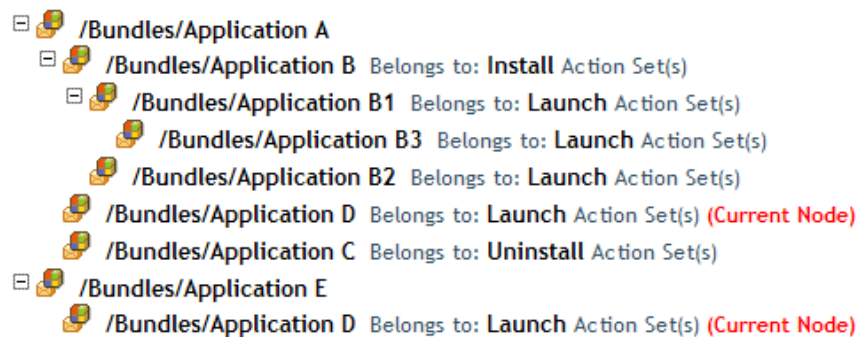 /Bundles/Application A
/Bundles/Application B Belongs to: Install Action Set(s)
/Bundles/Application B1 Belongs to: Launch Action Set(s)
/Bundles/Application B3 Belongs to: Launch Action Set(s)
/Bundles/Application B2 Belongs to: Launch Action Set(s)
/Bundles/Application D Belongs to: Launch Action Set(s) (Current Node)
/Bundles/Application C Belongs to: Uninstall Action Set(s)
/Bundles/Application E
/Bundles/Application D Belongs to: Launch Action Set(s) (Current Node)